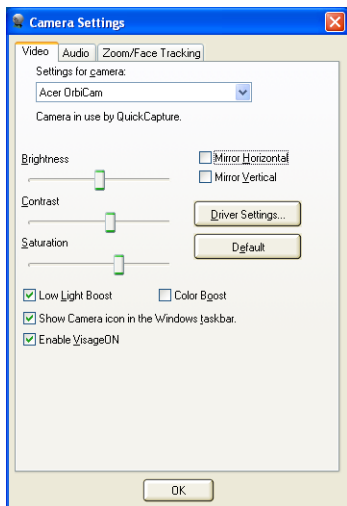 Camera Settings
Video Audio Zoom/Face Tracking
Settings for camera:
Acer OrbiCam
Camera in use by QuickCapture.
Brightness
Mirror Horizontal
Mirror Vertical
Contrast
Driver Settings...
Saturation
Default
Low Light Boost Color Boost
Show Camera icon in the Windows taskbar.
Enable VisageON
OK